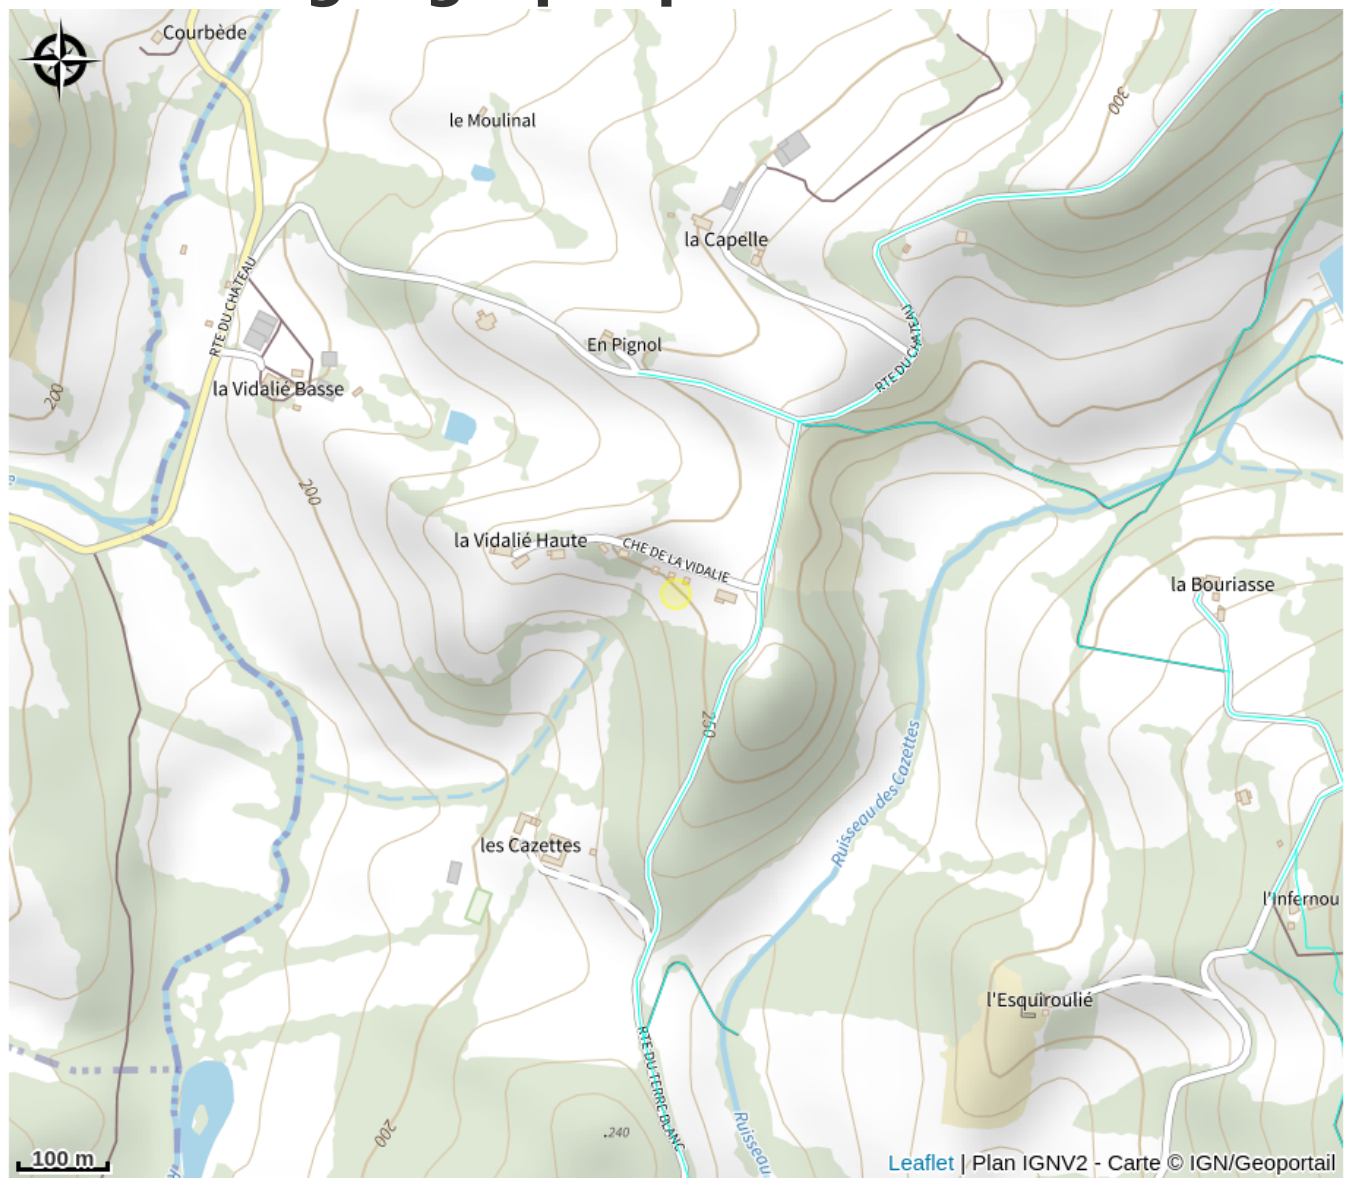 Courbède
le Moulinal
300
la Capelle
RTE DU CHATEAU
RTE DU CHATEAU
En Pignol
la Vidalié Basse
200
200
la Vidalié Haute
CHE DE LA VIDALIE
la Bouriasse
250
Ruisseau des Cazettes
les Cazettes
l'Infernou
l'Esquiroulié
RTE DU TERRE BLANC
200
.240
Ruisseau
100 m
Leaflet | Plan IGNV2 - Carte © IGN/Geoportail